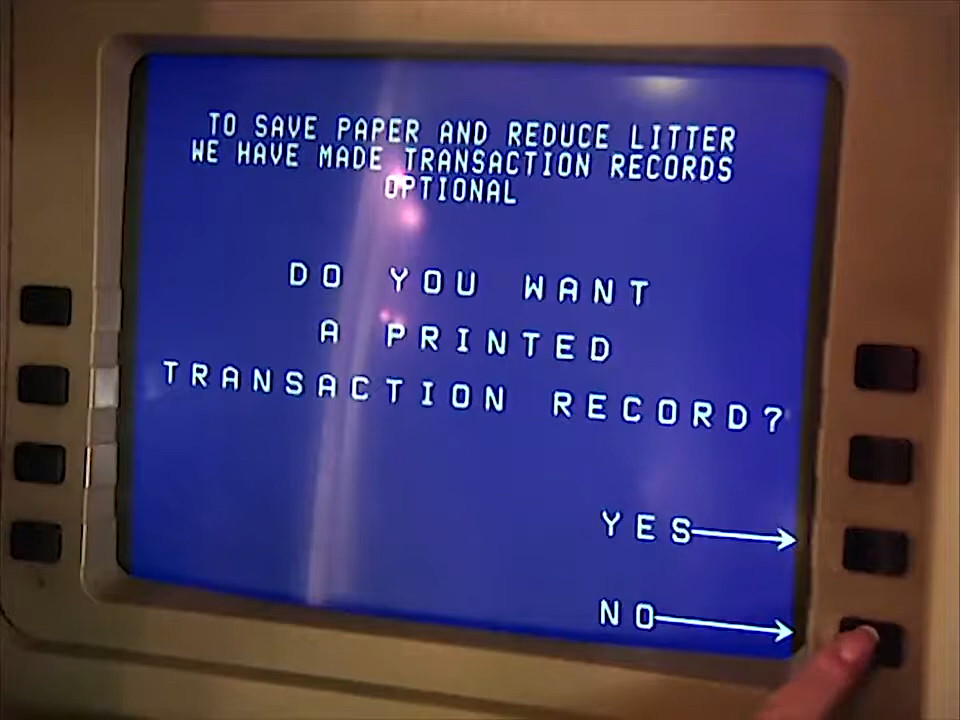 TO SAVE PAPER AND REDUCE LITTER
WE HAVE MADE TRANSACTION RECORDS
OPTIONAL
DO YOU WANT
A PRINTED
TRANSACTION RECORD?
YES
NO